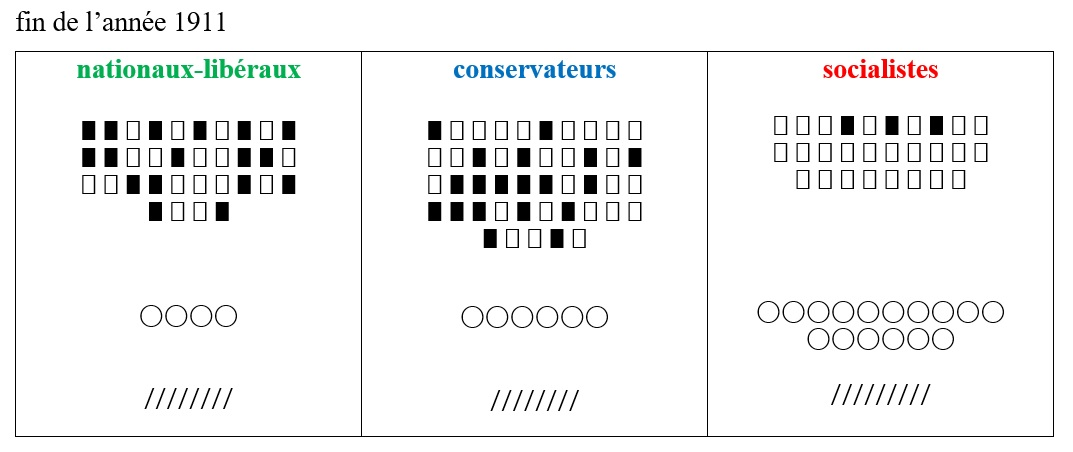 fin de l’année 1911
nationaux-libéraux
conservateurs
socialistes